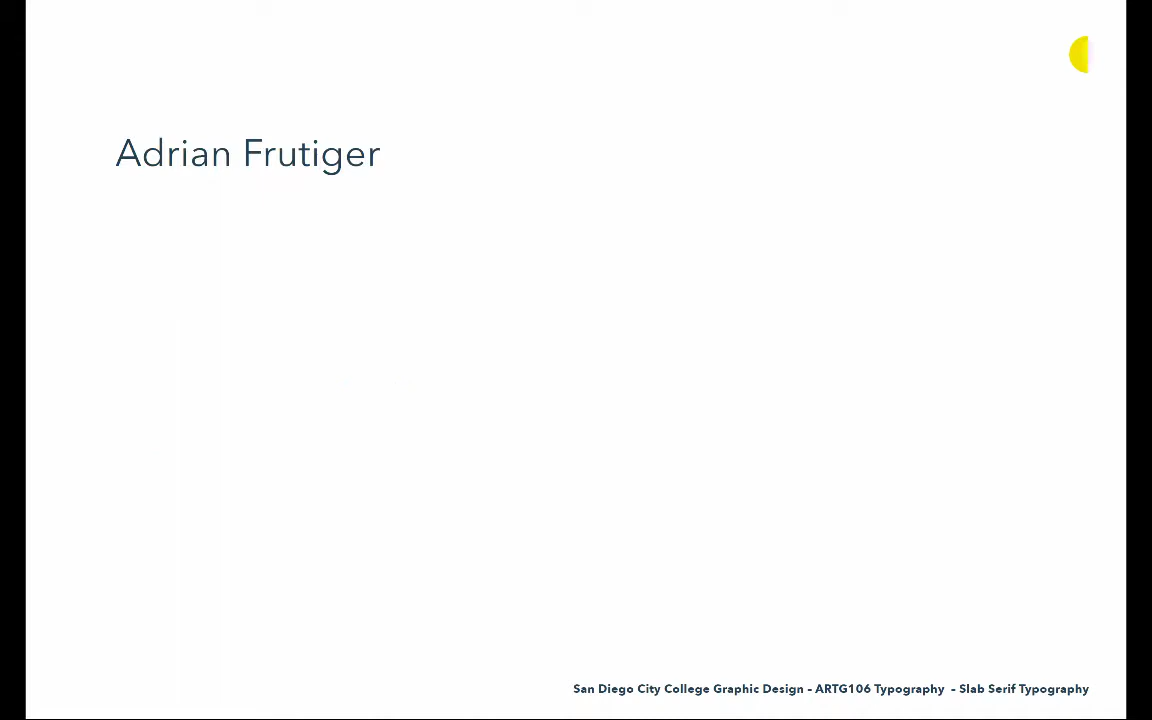 Adrian Frutiger
San Diego City College Graphic Design – ARTG106 Typography – Slab Serif Typography